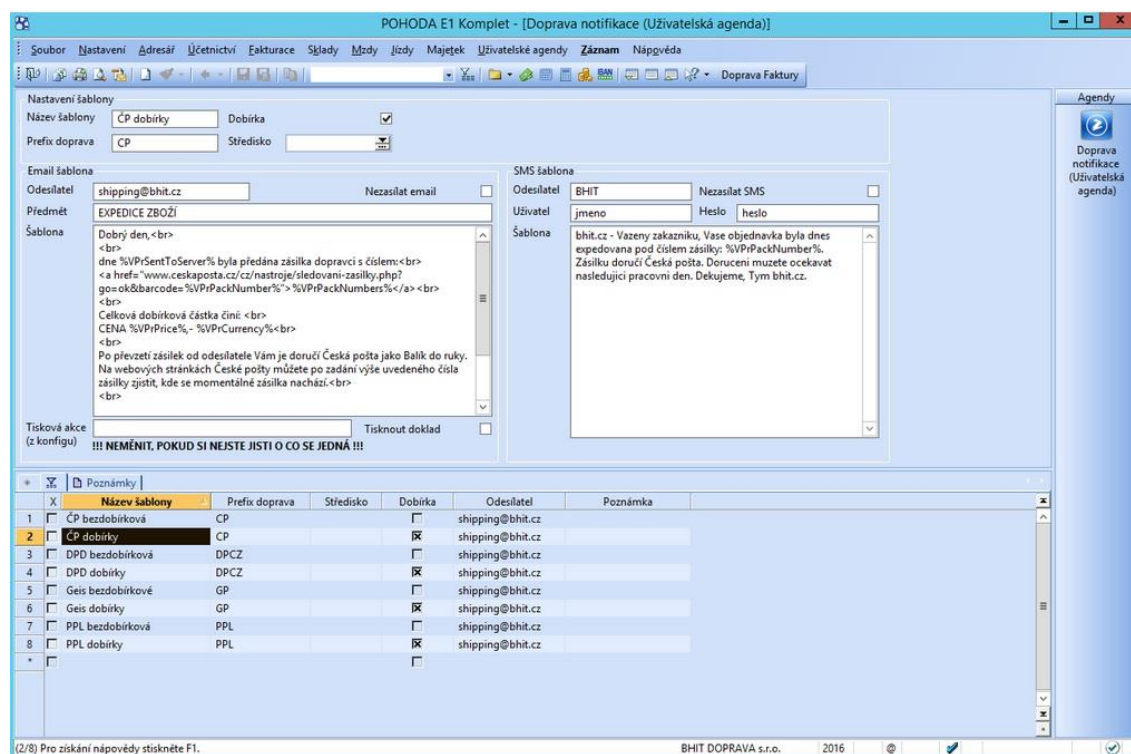 POHODA E1 Komplet - [Doprava notifikace (Uživatelská agenda)]
Soubor Nastavení Adresář Účetnictví Fakturace Sklady Mzdy Jízdy Majetek Uživatelské agendy Záznam Nápověda
IBAN Doprava Faktury
Agendy
Doprava
notifikace
(Uživatelská
agenda)
Nastavení šablony
Název šablony ČP dobírky Dobírka
Prefix doprava CP Středisko
Email šablona
Odesílatel shipping@bhit.cz Nezasílat email
Předmět EXPEDICE ZBOŽÍ
Šablona Dobrý den,<br>
<br>
dne %VPrSentToServer% byla předána zásilka dopravci s číslem:<br>
<a href="www.ceskaposta.cz/cz/nastroje/sledovani-zasilky.php?
go=ok&barcode=%VPrPackNumber%">%VPrPackNumbers%</a><br>
<br>
Celková dobírková částka činí: <br>
CENA %VPrPrice%,- %VPrCurrency%<br>
<br>
Po převzetí zásilek od odesílatele Vám je doručí Česká pošta jako Balík do ruky.
Na webových stránkách České pošty můžete po zadání výše uvedeného čísla
zásilky zjistit, kde se momentálné zásilka nachází.<br>
<br>
Tisková akce
(z konfigu)
Tisknout doklad
!!! NEMĚNIT, POKUD SI NEJSTE JISTI O CO SE JEDNÁ !!!
SMS šablona
Odesílatel BHIT Nezasílat SMS
Uživatel jmeno Heslo heslo
Šablona bhit.cz - Vazeny zakazniku, Vase objednavka byla dnes
expedovana pod číslem zásilky: %VPrPackNumber%.
Zásilku doručí Česká pošta. Doruceni muzete ocekavat
nasledujici pracovni den. Dekujeme, Tym bhit.cz.
Poznámky
X Název šablony Prefix doprava Středisko Dobírka Odesílatel Poznámka
1 ČP bezdobírková CP shipping@bhit.cz
2 ČP dobírky CP shipping@bhit.cz
3 DPD bezdobírková DPCZ shipping@bhit.cz
4 DPD dobírky DPCZ shipping@bhit.cz
5 Geis bezdobírkové GP shipping@bhit.cz
6 Geis dobírky GP shipping@bhit.cz
7 PPL bezdobírková PPL shipping@bhit.cz
8 PPL dobírky PPL shipping@bhit.cz
*
(2/8) Pro získání nápovědy stiskněte F1. BHIT DOPRAVA s.r.o. 2016 @